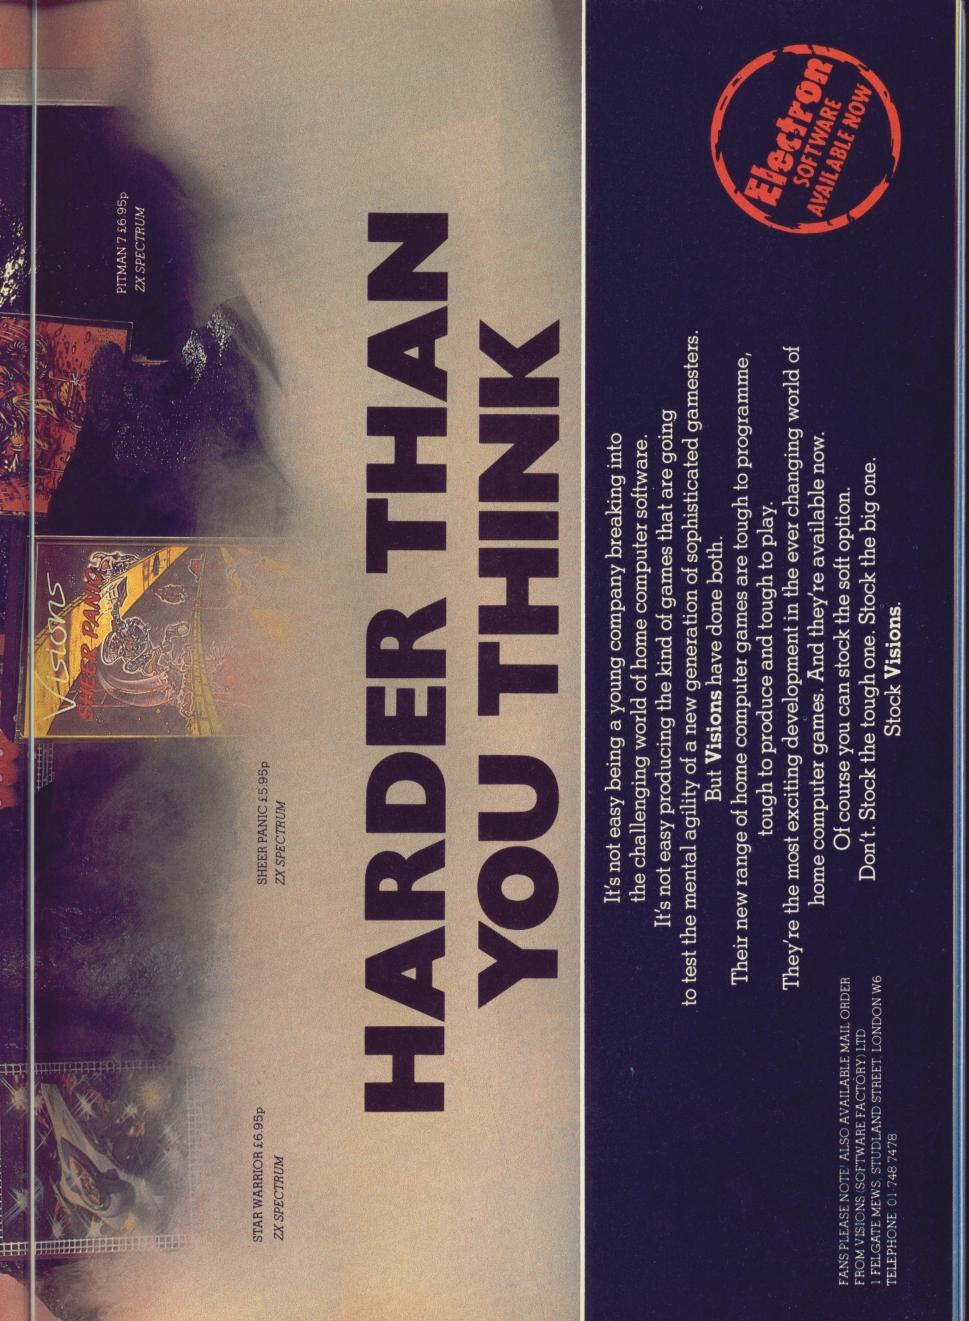 VISIONS
SHEER PANIC
STAR WARRIOR £6.95p
ZX SPECTRUM
SHEER PANIC £5.95p
ZX SPECTRUM
PITMAN 7 £6.95p
ZX SPECTRUM
HARDER THAN
YOU THINK
It's not easy being a young company breaking into
the challenging world of home computer software.
It's not easy producing the kind of games that are going
to test the mental agility of a new generation of sophisticated gamesters.
But Visions have done both.
Their new range of home computer games are tough to programme,
tough to produce and tough to play.
They're the most exciting development in the ever changing world of
home computer games. And they're available now.
Of course you can stock the soft option.
Don't. Stock the tough one. Stock the big one.
Stock Visions.
FANS PLEASE NOTE! ALSO AVAILABLE MAIL ORDER
FROM VISIONS (SOFTWARE FACTORY) LTD
1 FELGATE MEWS, STUDLAND STREET, LONDON W6
TELEPHONE: 01 748 7478
Electron
SOFTWARE
AVAILABLE NOW